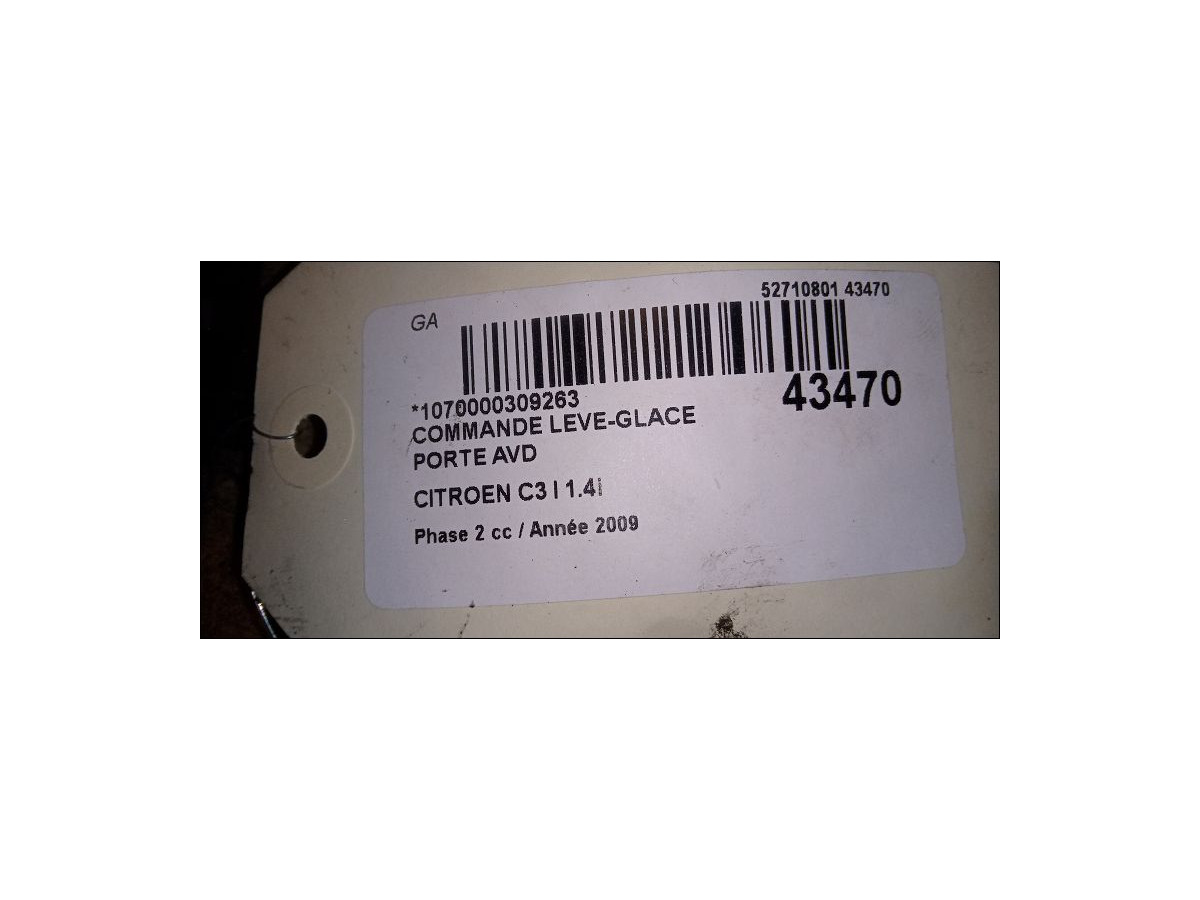 52710801 43470
GA
43470
*1070000309263
COMMANDE LEVE-GLACE
PORTE AVD
CITROEN C3 I 1.4i
Phase 2 cc / Année 2009